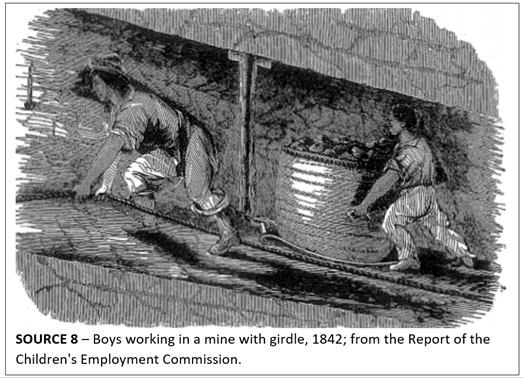 SOURCE 8 – Boys working in a mine with girdle, 1842; from the Report of the
Children's Employment Commission.